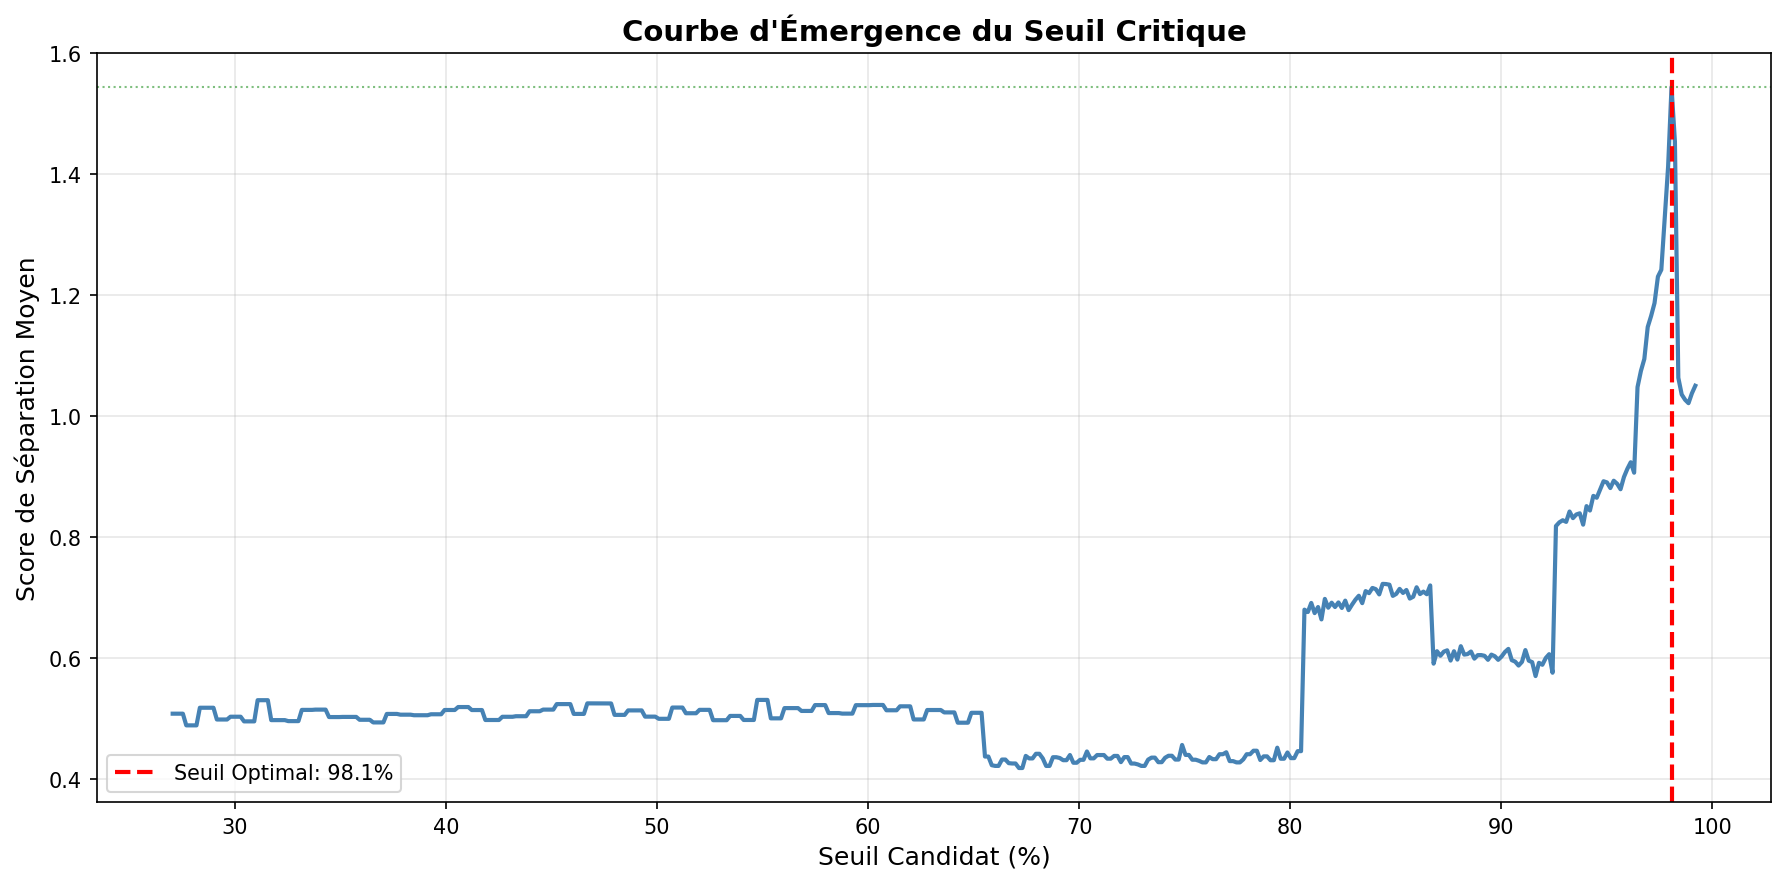 Courbe d'Émergence du Seuil Critique
Score de Séparation Moyen
1.6
1.4
1.2
1.0
0.8
0.6
0.4
Seuil Optimal: 98.1%
30 40 50 60 70 80 90 100
Seuil Candidat (%)